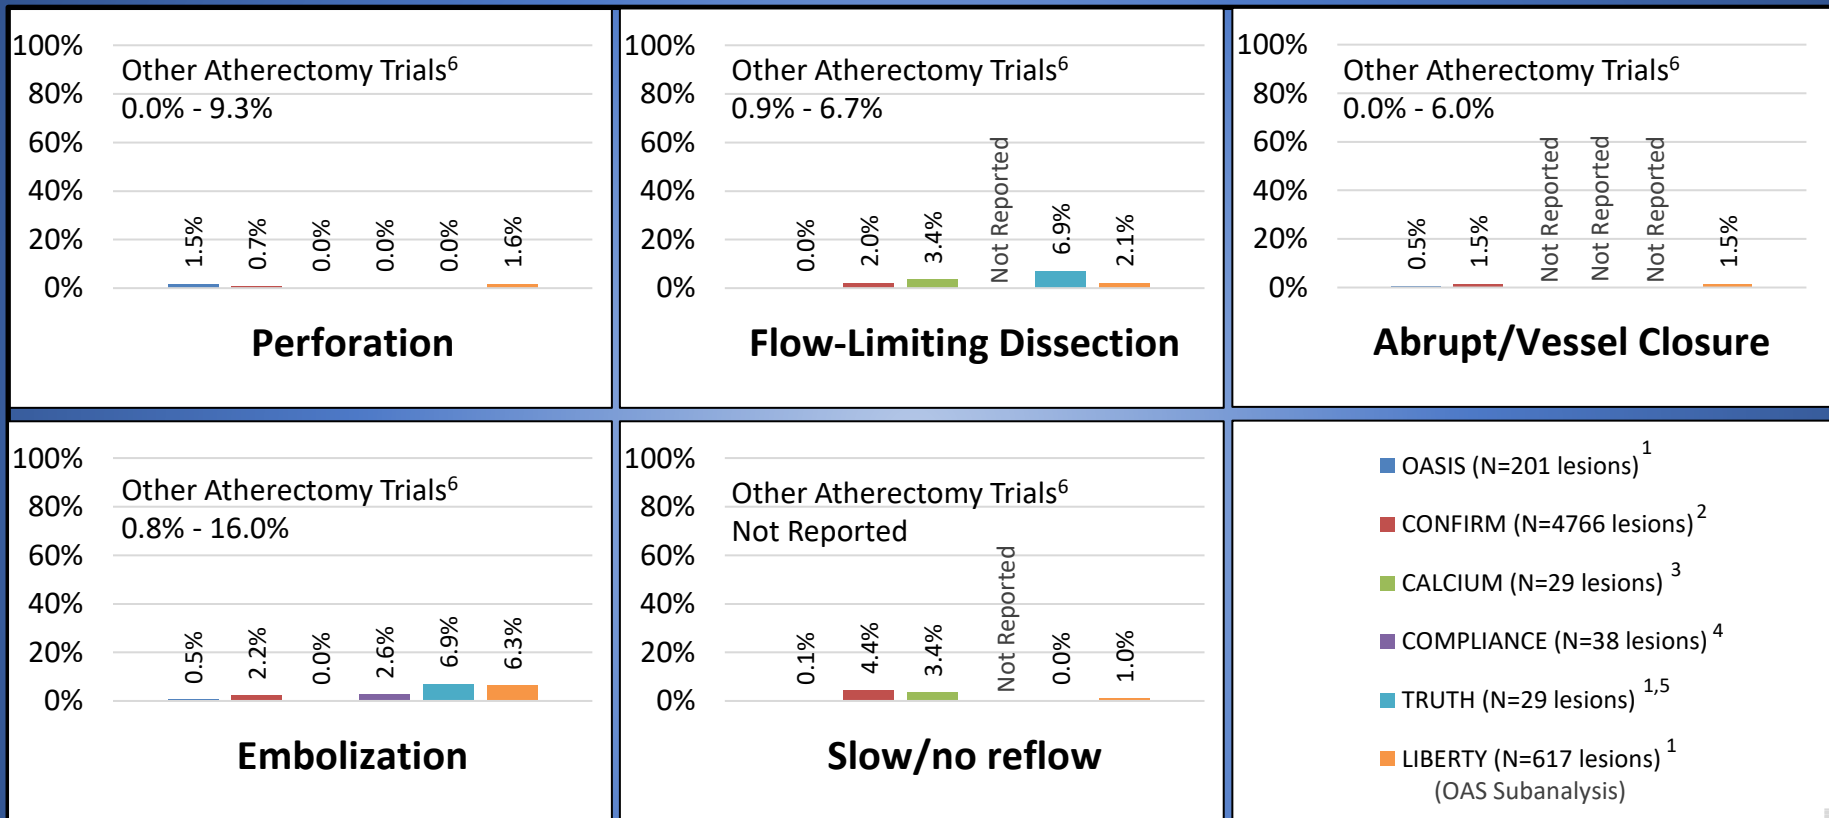 100%
80%
60%
40%
20%
0%
Other Atherectomy Trials⁶
0.0% - 9.3%
1.5%
0.7%
0.0%
0.0%
0.0%
1.6%
Perforation
100%
80%
60%
40%
20%
0%
Other Atherectomy Trials⁶
0.9% - 6.7%
0.0%
2.0%
3.4%
Not Reported
6.9%
2.1%
Flow-Limiting Dissection
100%
80%
60%
40%
20%
0%
Other Atherectomy Trials⁶
0.0% - 6.0%
0.5%
1.5%
Not Reported
Not Reported
Not Reported
1.5%
Abrupt/Vessel Closure
100%
80%
60%
40%
20%
0%
Other Atherectomy Trials⁶
0.8% - 16.0%
0.5%
2.2%
0.0%
2.6%
6.9%
6.3%
Embolization
100%
80%
60%
40%
20%
0%
Other Atherectomy Trials⁶
Not Reported
0.1%
4.4%
3.4%
Not Reported
0.0%
1.0%
Slow/no reflow
OASIS (N=201 lesions)¹
CONFIRM (N=4766 lesions)²
CALCIUM (N=29 lesions) ³
COMPLIANCE (N=38 lesions) ⁴
TRUTH (N=29 lesions) ¹,⁵
LIBERTY (N=617 lesions) ¹
(OAS Subanalysis)